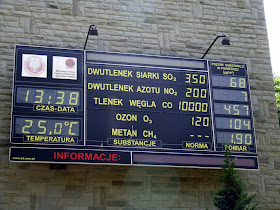 DWUTLENEK SIARKI SO₂ 350 68
DWUTLENEK AZOTU NO₂ 200 7
TLENEK WĘGLA CO 10000 457
OZON O₃ 120 104
METAN CH₄ --- 190
SUBSTANCJE NORMA POMIAR
13:38
CZAS-DATA
25.0°C
TEMPERATURA
INFORMACJE: